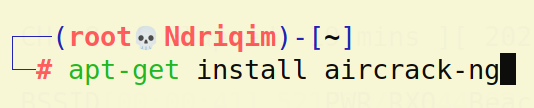 ┌──(root💀Ndriqim)-[~]
└─# apt-get install aircrack-ng